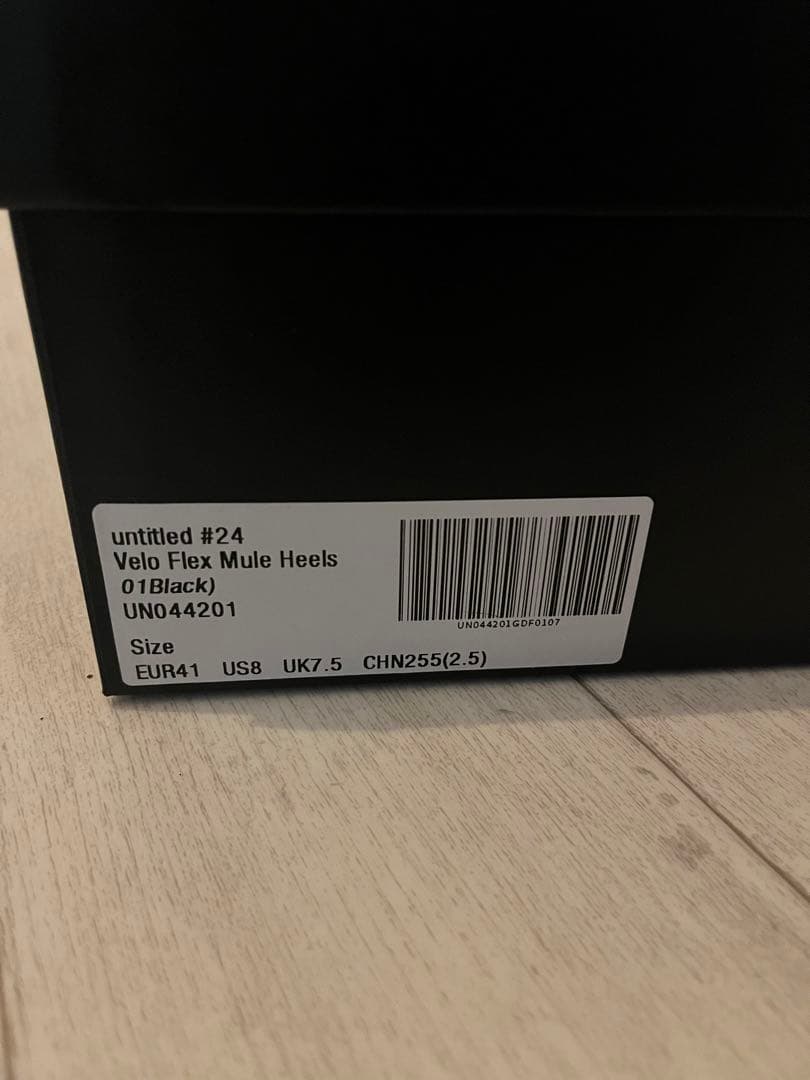 untitled #24
Velo Flex Mule Heels
01Black)
UN044201
UN044201GDF0107
Size
EUR41 US8 UK7.5 CHN255(2.5)